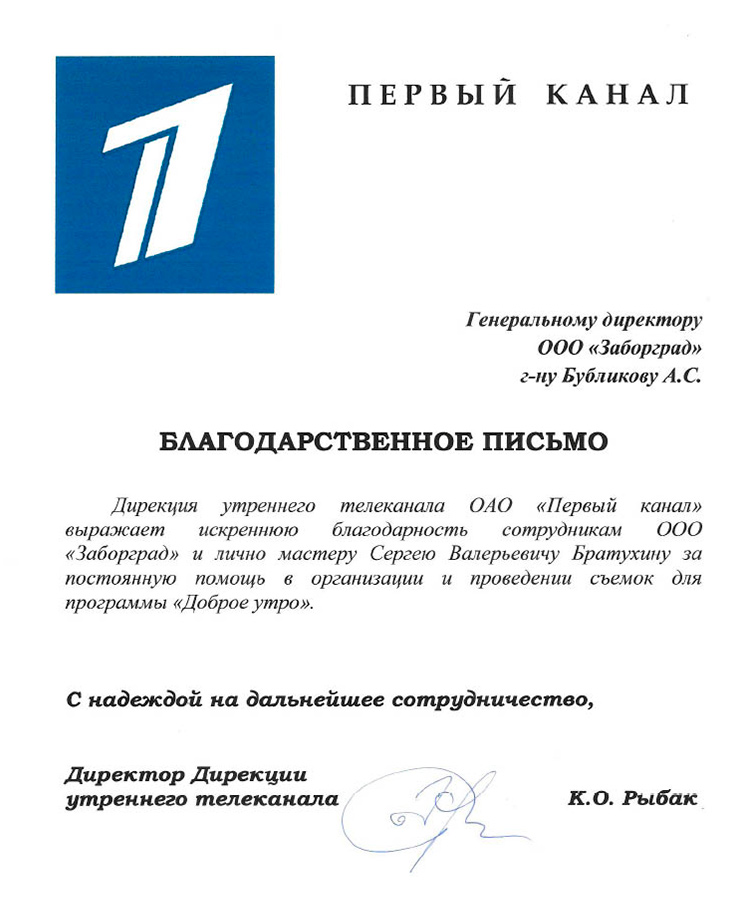 ПЕРВЫЙ КАНАЛ
Генеральному директору
ООО «Заборград»
г-ну Бубликову А.С.
БЛАГОДАРСТВЕННОЕ ПИСЬМО
Дирекция утреннего телеканала ОАО «Первый канал»
выражает искреннюю благодарность сотрудникам ООО
«Заборград» и лично мастеру Сергею Валерьевичу Братухину за
постоянную помощь в организации и проведении съемок для
программы «Доброе утро».
С надеждой на дальнейшее сотрудничество,
Директор Дирекции
утреннего телеканала К.О. Рыбак